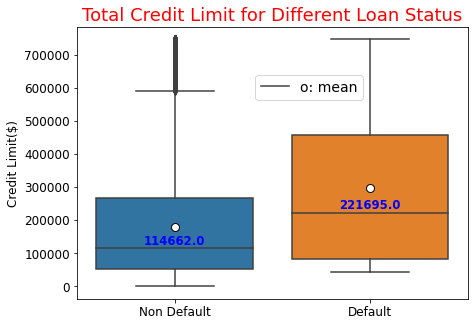 Total Credit Limit for Different Loan Status
Credit Limit($)
700000
600000
500000
400000
300000
200000
100000
0
o: mean
114662.0
221695.0
Non Default
Default